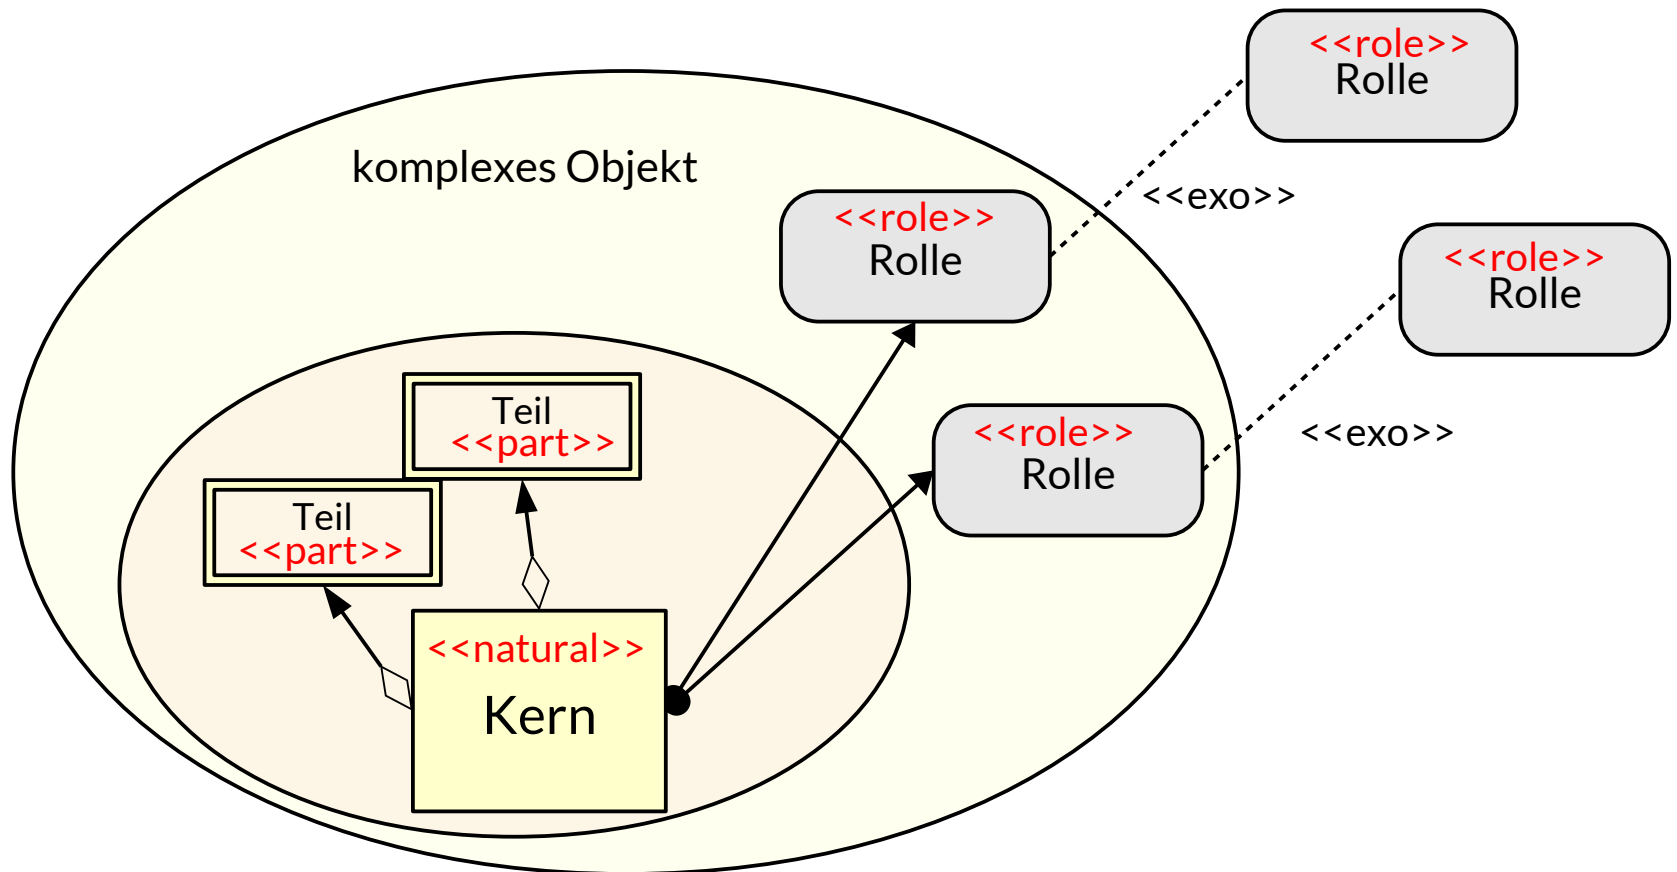 <<role>>
Rolle
komplexes Objekt
<<exo>>
<<role>>
Rolle
<<role>>
Rolle
Teil
<<part>>
<<role>>
Rolle
<<exo>>
Teil
<<part>>
<<natural>>
Kern